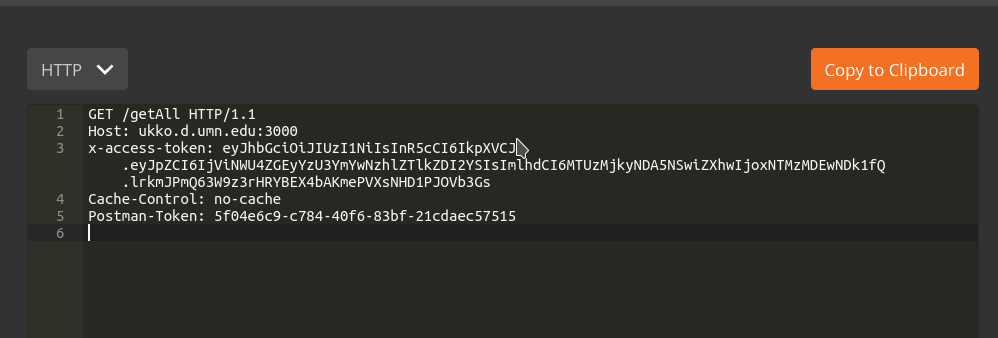 HTTP
Copy to Clipboard
1 GET /getAll HTTP/1.1
2 Host: ukko.d.umn.edu:3000
3 x-access-token: eyJhbGciOiJIUzI1NiIsInR5cCI6IkpXVCJ
.eyJpZCI6IjViNWU4ZGEyYzU3YmYwNzhlZTlkZDI2YSIsImlhdCI6MTUzMjkyNDA5NSwiZXhwIjoxNTMzMDEwNDk1fQ
.lrkmJPmQ63W9z3rHRYBEX4bAKmePVXsNHD1PJOVb3Gs
4 Cache-Control: no-cache
5 Postman-Token: 5f04e6c9-c784-40f6-83bf-21cdaec57515
6